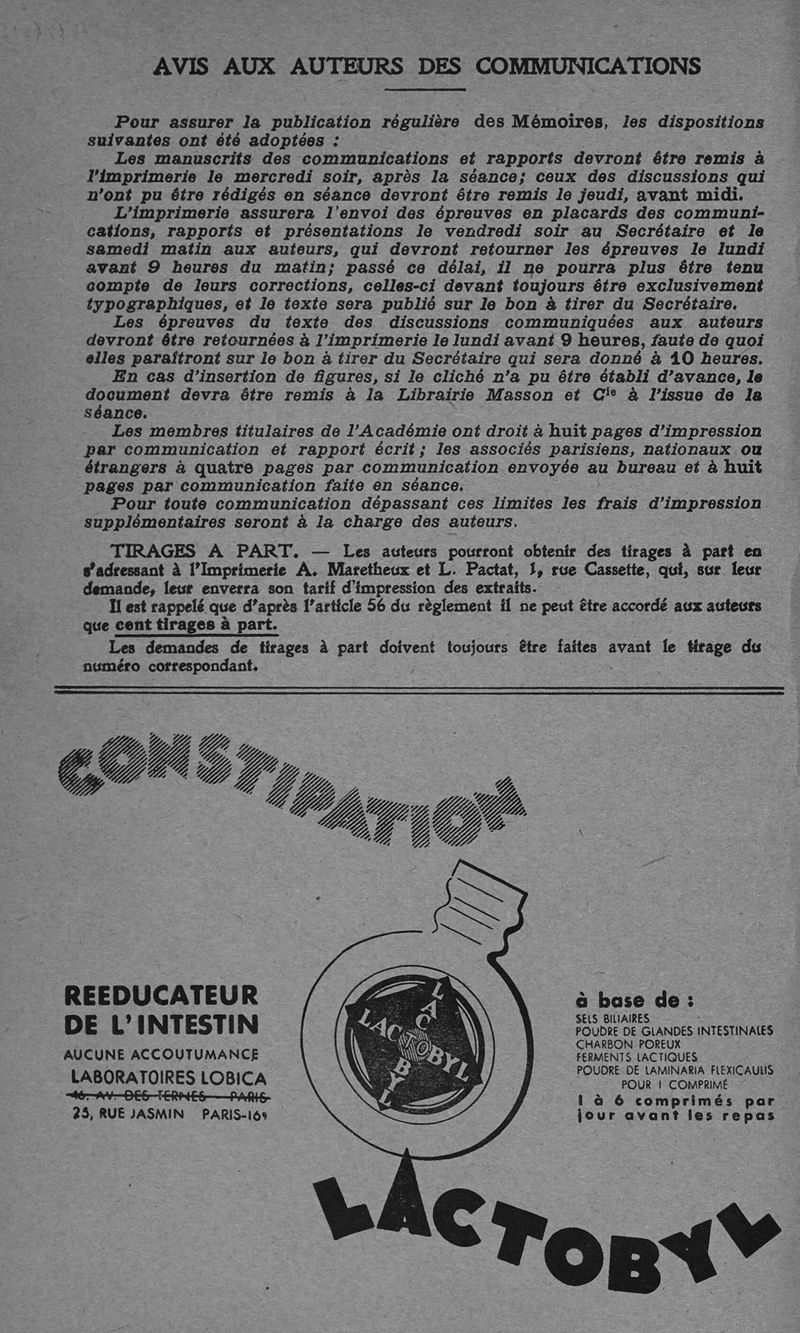 AVIS AUX AUTEURS DES COMMUNICATIONS
Pour assurer la publication régulière des Mémoires, les dispositions
suivantes ont été adoptées :
Les manuscrits des communications et rapports devront être remis à
l'imprimerie le mercredi soir, après la séance; ceux des discussions qui
n'ont pu être rédigés en séance devront être remis le jeudi, avant midi.
L'imprimerie assurera l'envoi des épreuves en placards des communi-
cations, rapports et présentations le vendredi soir au Secrétaire et le
samedi matin aux auteurs, qui devront retourner les épreuves le lundi
avant 9 heures du matin; passé ce délai, il ne pourra plus être tenu
compte de leurs corrections, celles-ci devant toujours être exclusivement
typographiques, et le texte sera publié sur le bon à tirer du Secrétaire.
Les épreuves du texte des discussions communiquées aux auteurs
devront être retournées à l'imprimerie le lundi avant 9 heures, faute de quoi
elles paraîtront sur le bon à tirer du Secrétaire qui sera donné à 10 heures.
En cas d'insertion de figures, si le cliché n'a pu être établi d'avance, le
document devra être remis à la Librairie Masson et Cie à l'issue de la
séance.
Les membres titulaires de l'Académie ont droit à huit pages d'impression
par communication et rapport écrit ; les associés parisiens, nationaux ou
étrangers à quatre pages par communication envoyée au bureau et à huit
pages par communication faite en séance.
Pour toute communication dépassant ces limites les frais d'impression
supplémentaires seront à la charge des auteurs.
TIRAGES A PART. — Les auteurs pourront obtenir des tirages à part en
s'adressant à l'Imprimerie A. Maretheux et L. Pactat, 1, rue Cassette, qui, sur leur
demande, leur enverra son tarif d'impression des extraits.
Il est rappelé que d'après l'article 56 du règlement il ne peut être accordé aux auteurs
que cent tirages à part.
Les demandes de tirages à part doivent toujours être faites avant le tirage du
numéro correspondant.
CONSTIPATION
REEDUCATEUR
DE L'INTESTIN
AUCUNE ACCOUTUMANCE
LABORATOIRES LOBICA
46, AV. DES TERNES - PARIS
25, RUE JASMIN PARIS-16e
LACTOBYL
LACTOBYL
à base de :
SELS BILIAIRES
POUDRE DE GLANDES INTESTINALES
CHARBON POREUX
FERMENTS LACTIQUES
POUDRE DE LAMINARIA FLEXICAULIS
POUR 1 COMPRIMÉ
1 à 6 comprimés par
jour avant les repas
LACTOBYL